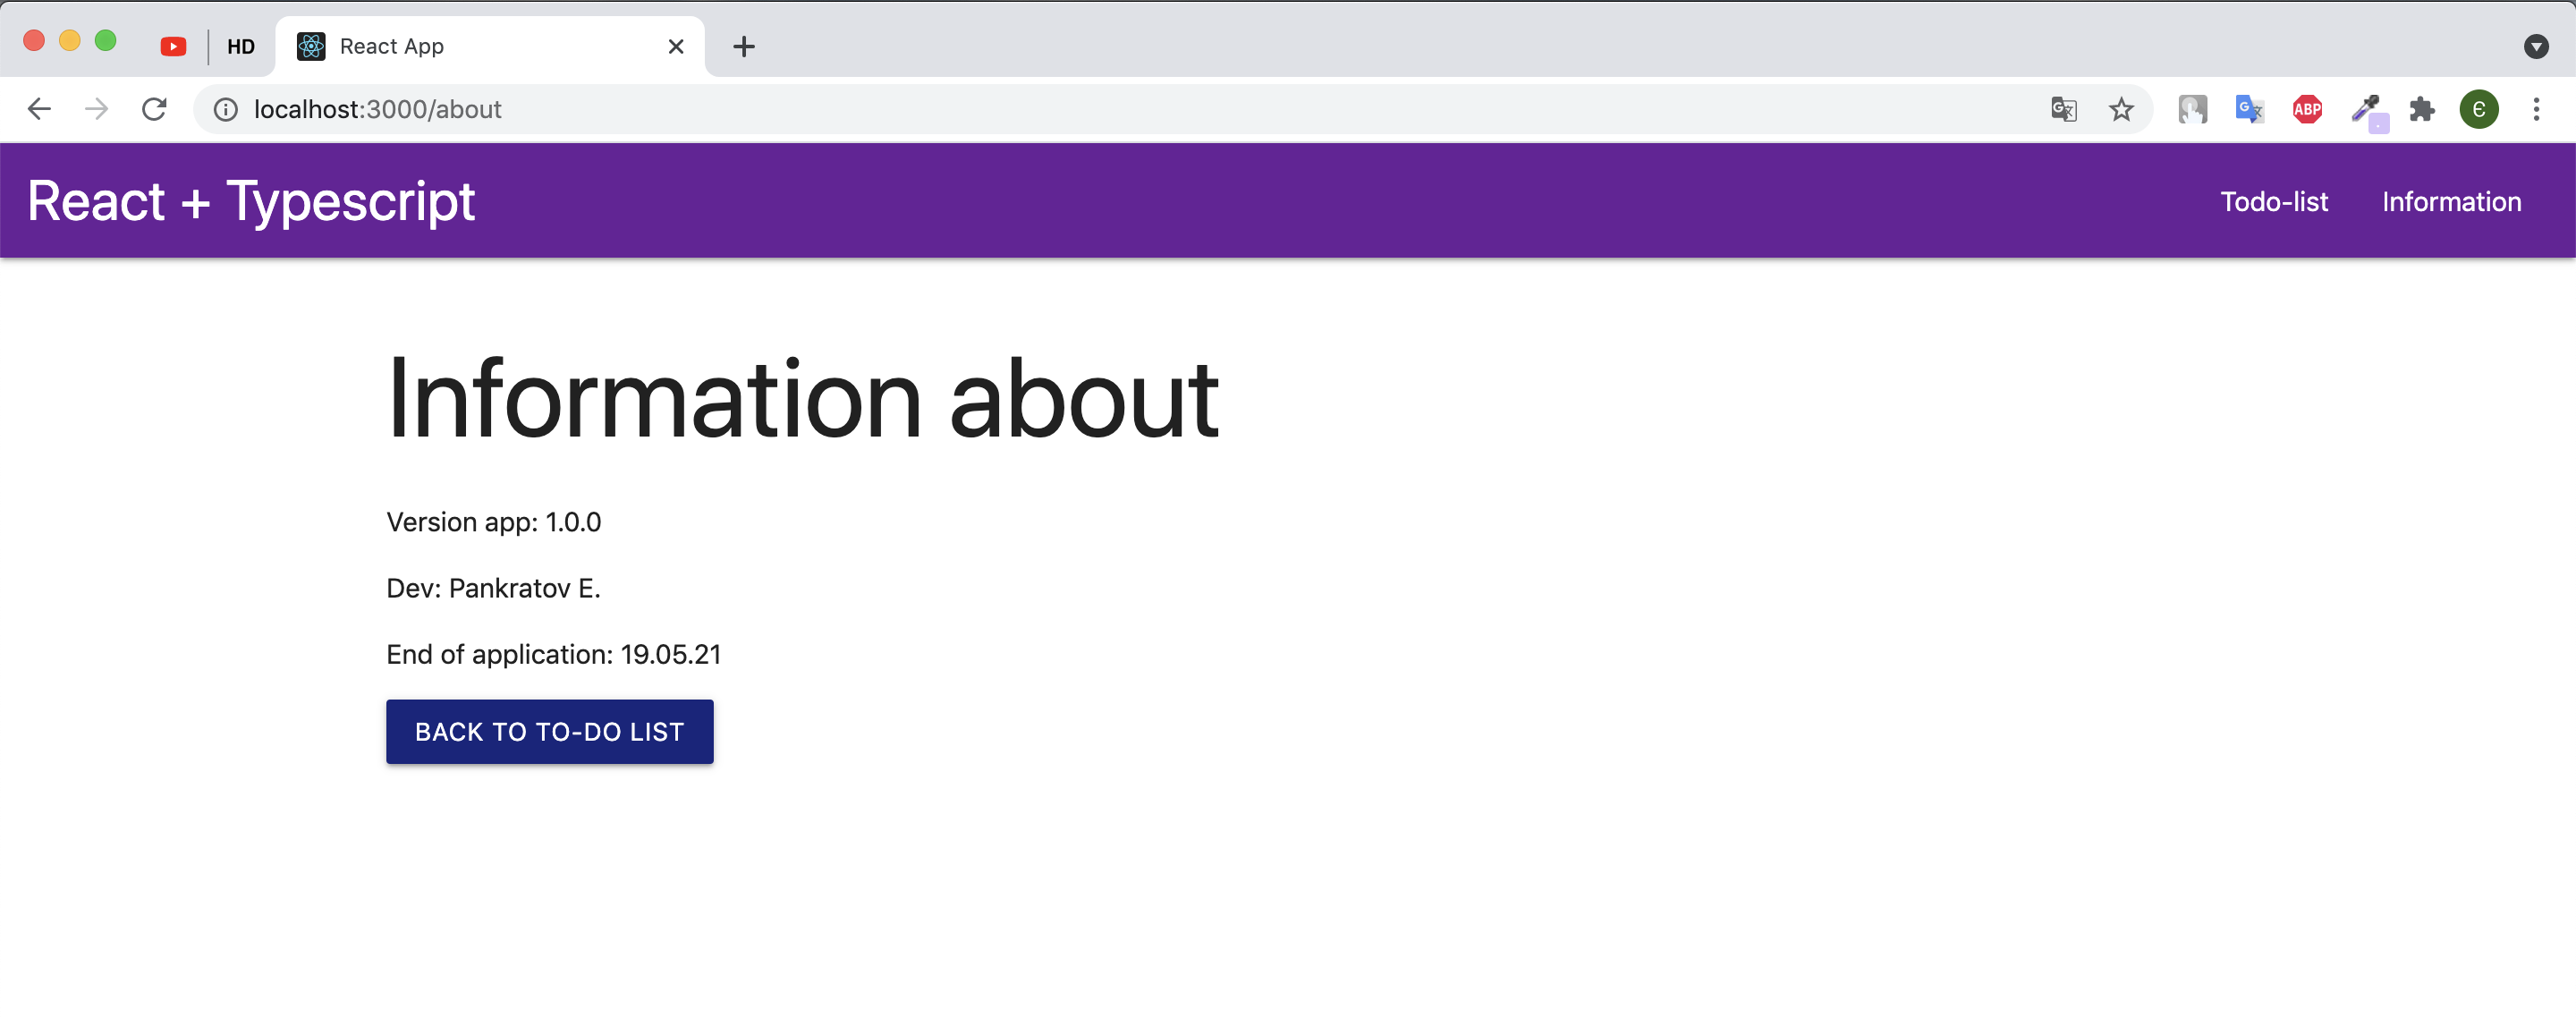 HD
React App
localhost:3000/about
ABP
Є
React + Typescript
Todo-list
Information
Information about
Version app: 1.0.0
Dev: Pankratov E.
End of application: 19.05.21
BACK TO TO-DO LIST